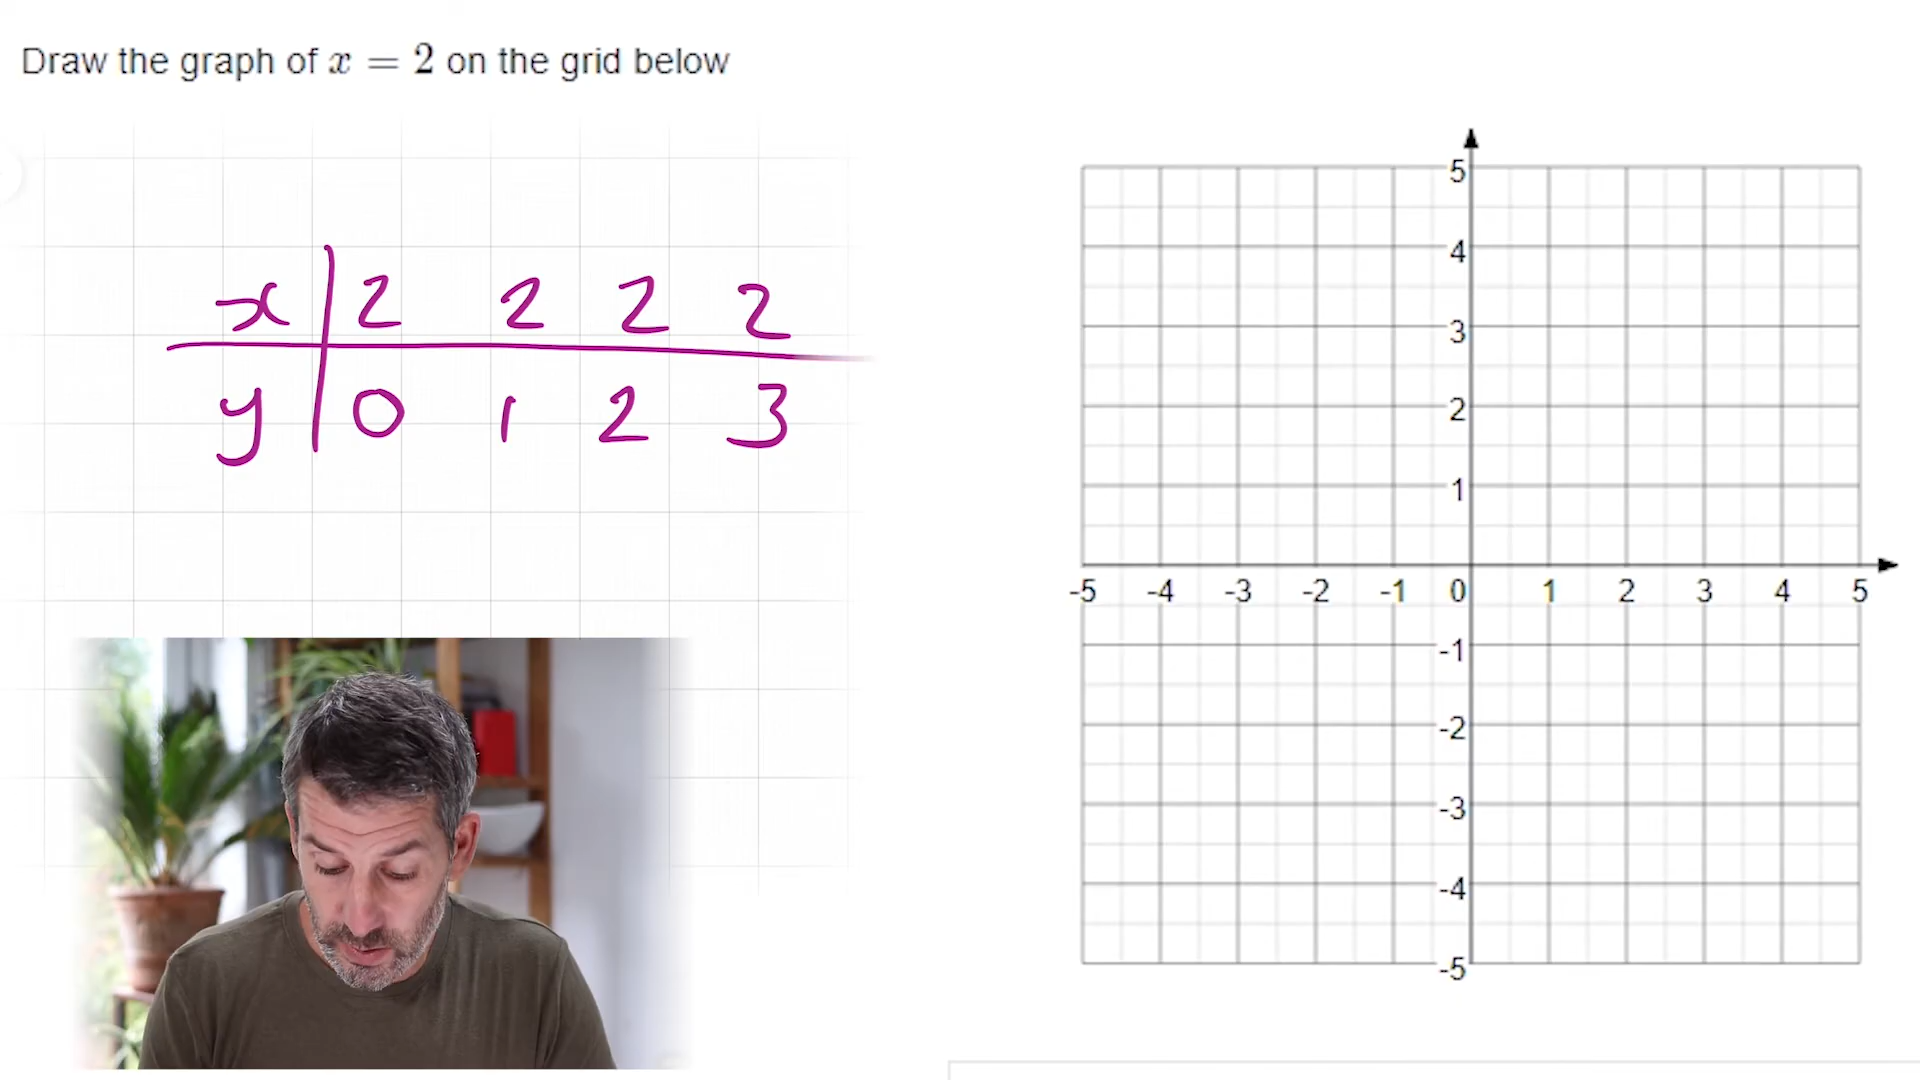 Draw the graph of x = 2 on the grid below
x 2 2 2 2
y 0 1 2 3
5
4
3
2
1
-5 -4 -3 -2 -1 0 1 2 3 4 5
-1
-2
-3
-4
-5